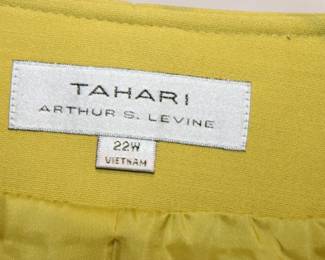 TAHARI
ARTHUR S. LEVINE
22W
VIETNAM